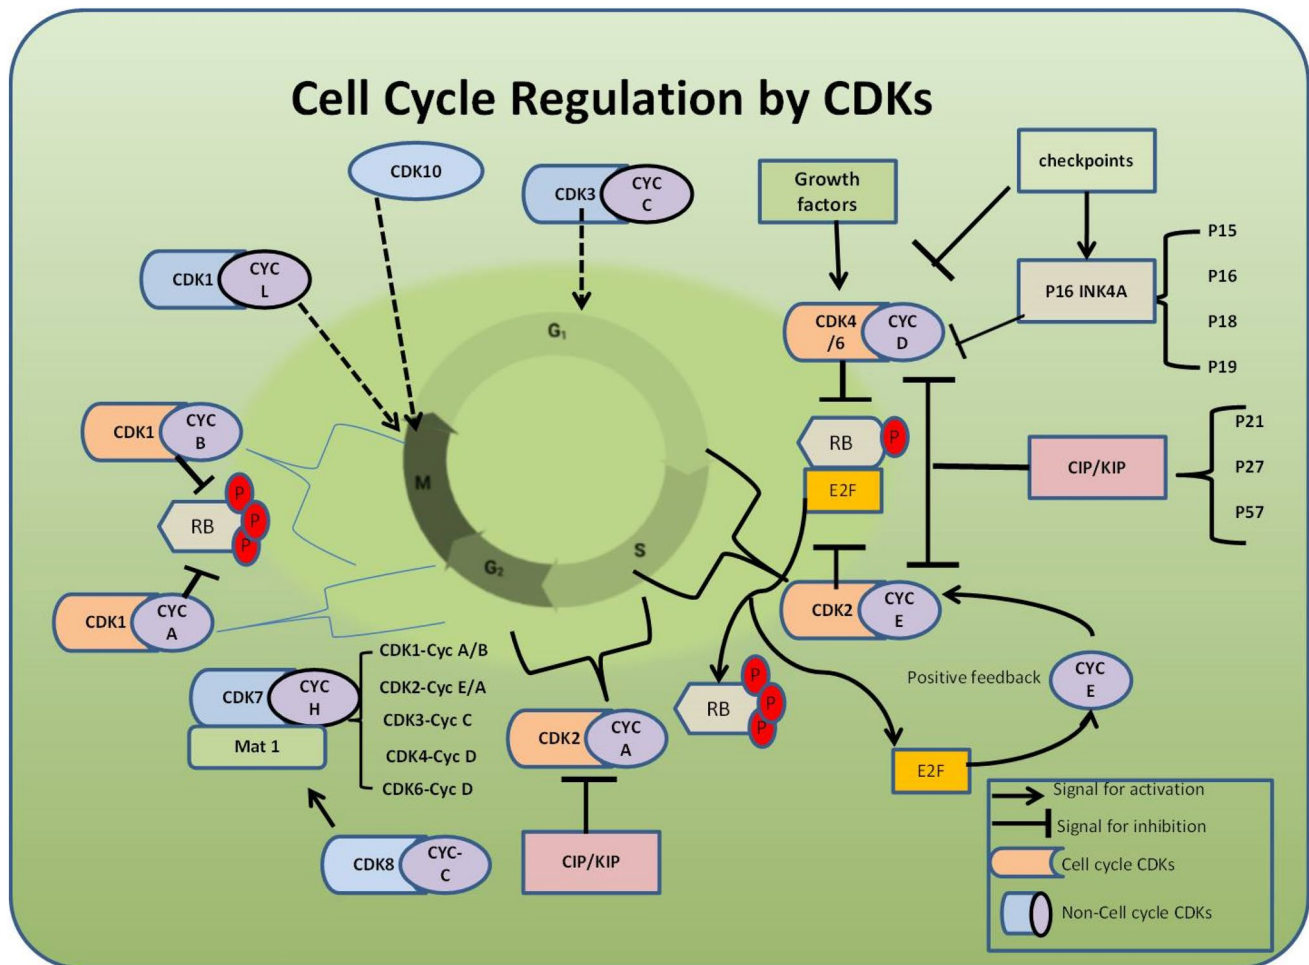 Cell Cycle Regulation by CDKs
CDK10
CDK3
CYC
C
Growth
factors
checkpoints
P15
P16
P18
P19
P16 INK4A
CDK1
CYC
L
G₁
CDK4
/6
CYC
D
CDK1
CYC
B
RB
P
P
P
M
S
G₂
RB
P
E2F
CIP/KIP
P21
P27
P57
CDK1
CYC
A
CDK2
CYC
E
CDK7
CYC
H
Mat 1
CDK1-Cyc A/B
CDK2-Cyc E/A
CDK3-Cyc C
CDK4-Cyc D
CDK6-Cyc D
CDK2
CYC
A
RB
P
P
P
Positive feedback
CYC
E
E2F
CDK8
CYC-
C
CIP/KIP
Signal for activation
Signal for inhibition
Cell cycle CDKs
Non-Cell cycle CDKs